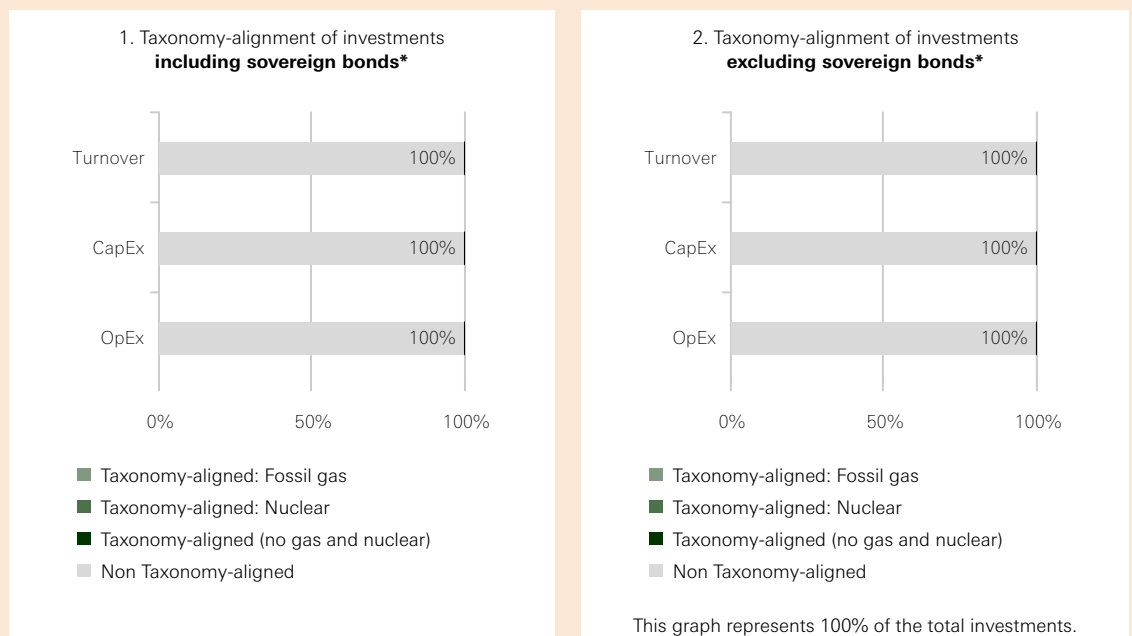 1. Taxonomy-alignment of investments
including sovereign bonds*
Turnover
100%
CapEx
100%
OpEx
100%
0%
50%
100%
Taxonomy-aligned: Fossil gas
Taxonomy-aligned: Nuclear
Taxonomy-aligned (no gas and nuclear)
Non Taxonomy-aligned
2. Taxonomy-alignment of investments
excluding sovereign bonds*
Turnover
100%
CapEx
100%
OpEx
100%
0%
50%
100%
Taxonomy-aligned: Fossil gas
Taxonomy-aligned: Nuclear
Taxonomy-aligned (no gas and nuclear)
Non Taxonomy-aligned
This graph represents 100% of the total investments.